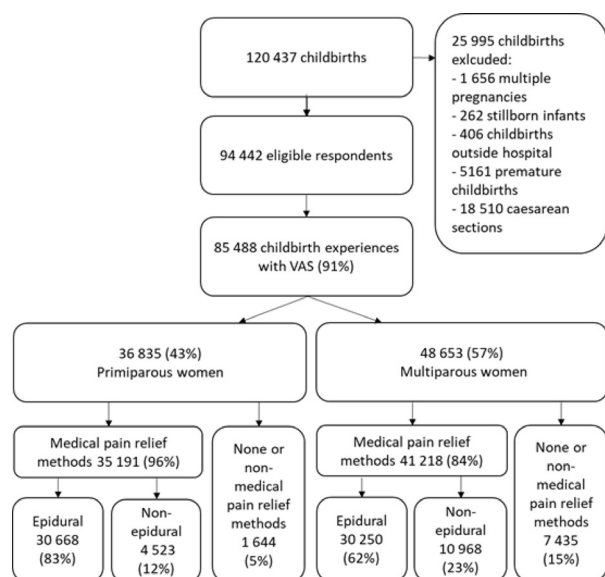 120 437 childbirths
25 995 childbirths
exlcuded:
- 1 656 multiple
pregnancies
- 262 stillborn infants
- 406 childbirths
outside hospital
- 5161 premature
childbirths
- 18 510 caesarean
sections
94 442 eligible respondents
85 488 childbirth experiences
with VAS (91%)
36 835 (43%)
Primiparous women
48 653 (57%)
Multiparous women
Medical pain relief
methods 35 191 (96%)
None or
non-
medical
pain relief
methods
1 644
(5%)
Medical pain relief
methods 41 218 (84%)
None or
non-
medical
pain relief
methods
7 435
(15%)
Epidural
30 668
(83%)
Non-
epidural
4 523
(12%)
Epidural
30 250
(62%)
Non-
epidural
10 968
(23%)